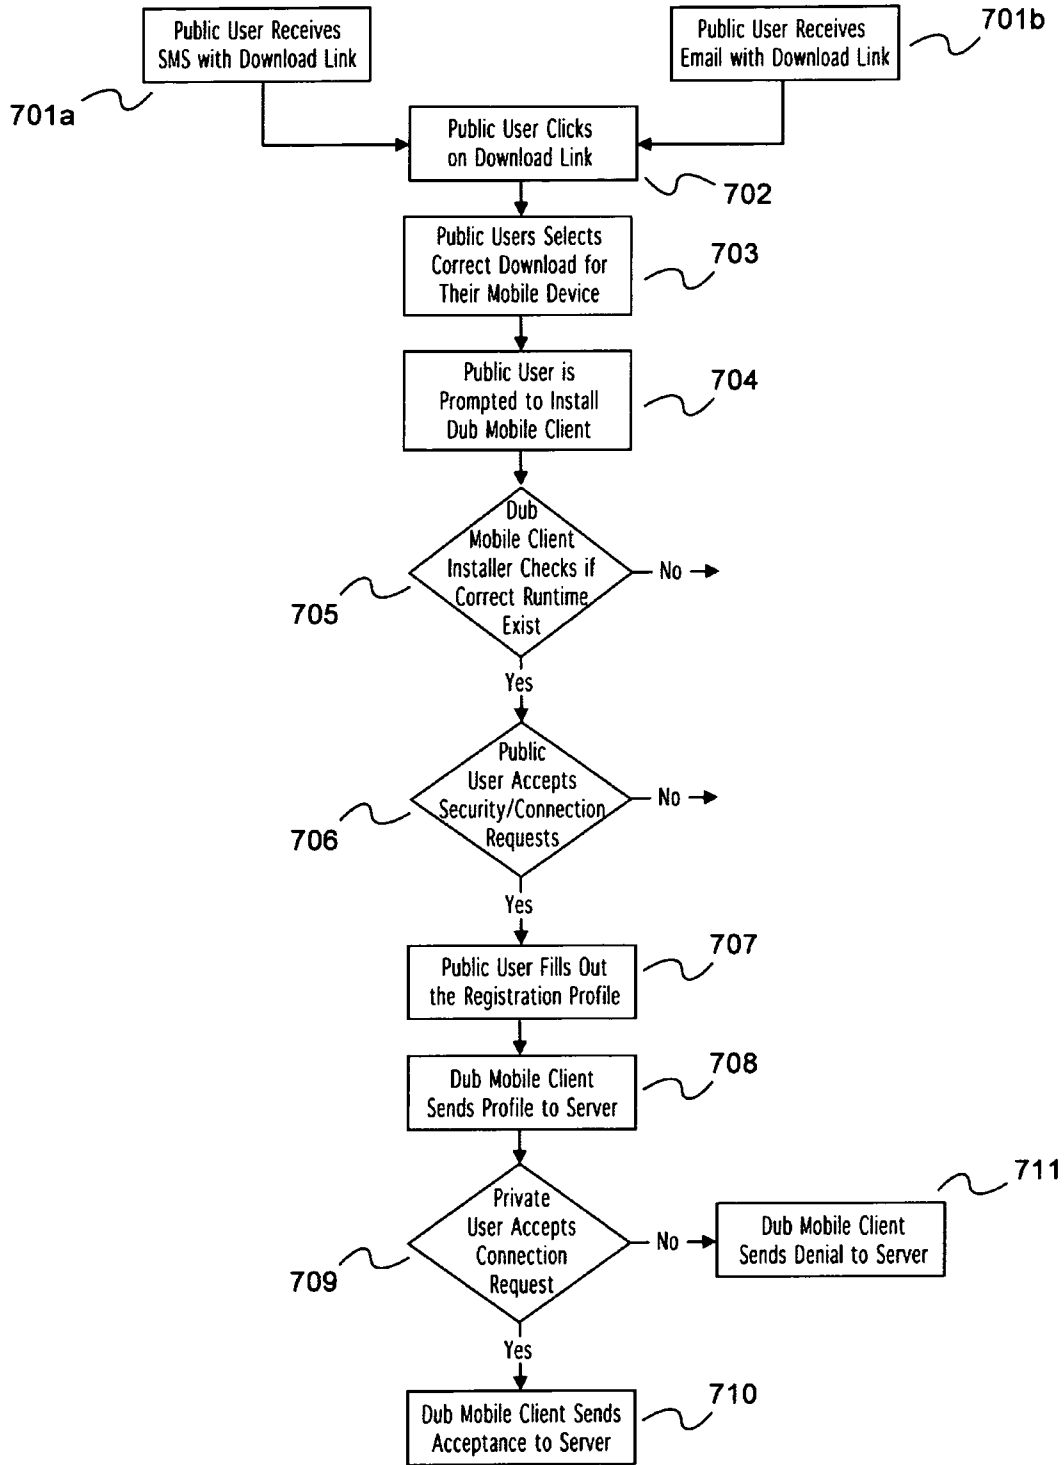 Public User Receives
SMS with Download Link
701a
Public User Receives
Email with Download Link
701b
Public User Clicks
on Download Link
702
Public Users Selects
Correct Download for
Their Mobile Device
703
Public User is
Prompted to Install
Dub Mobile Client
704
Dub
Mobile Client
Installer Checks if
Correct Runtime
Exist
705
No
Yes
Public
User Accepts
Security/Connection
Requests
706
No
Yes
Public User Fills Out
the Registration Profile
707
Dub Mobile Client
Sends Profile to Server
708
Private
User Accepts
Connection
Request
709
No
Dub Mobile Client
Sends Denial to Server
711
Yes
Dub Mobile Client Sends
Acceptance to Server
710